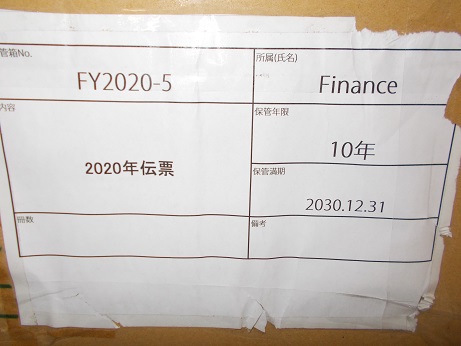 管箱No.
FY2020-5
所属(氏名)
Finance
内容
2020年伝票
保管年限
10年
保管満期
2030.12.31
冊数
備考